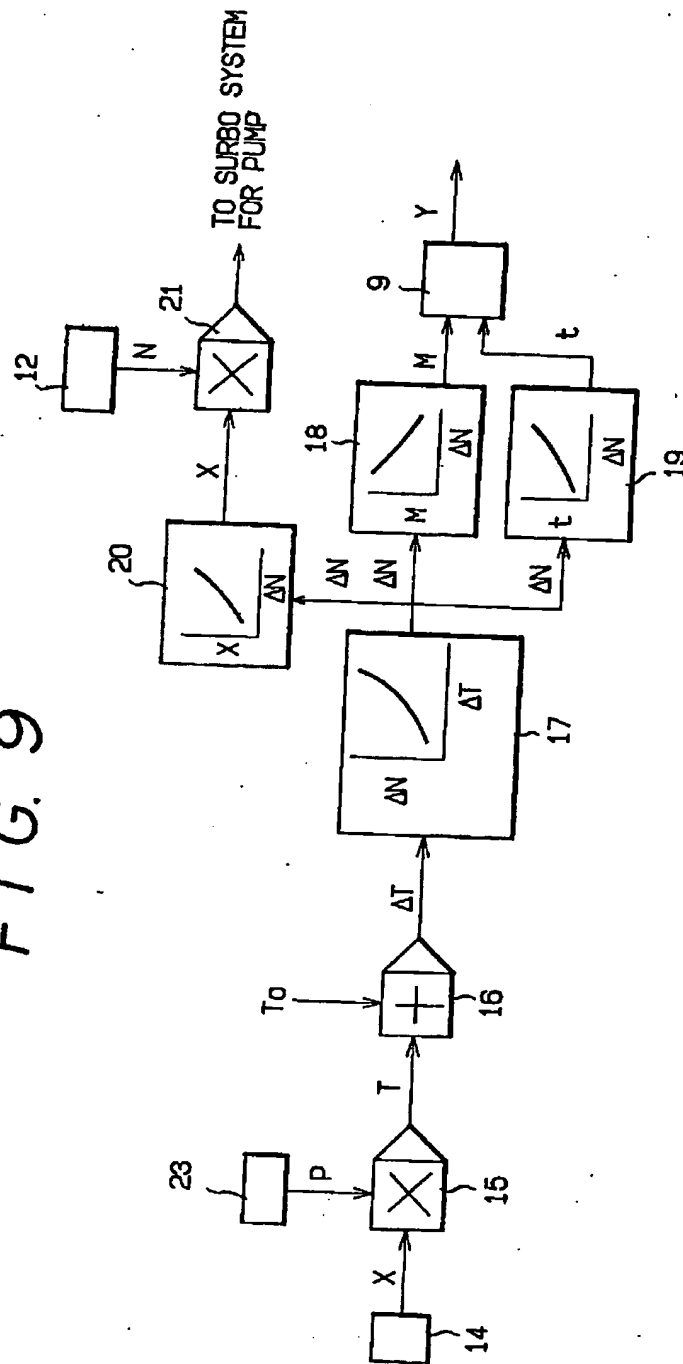 FIG. 9
12
N
TO SURBO SYSTEM
FOR PUMP
21
X
20
X
ΔN
ΔN
ΔN
ΔN
18
M
ΔN
M
9
Y
t
19
t
ΔN
17
ΔN
ΔT
ΔT
To
16
T
23
P
15
X
14